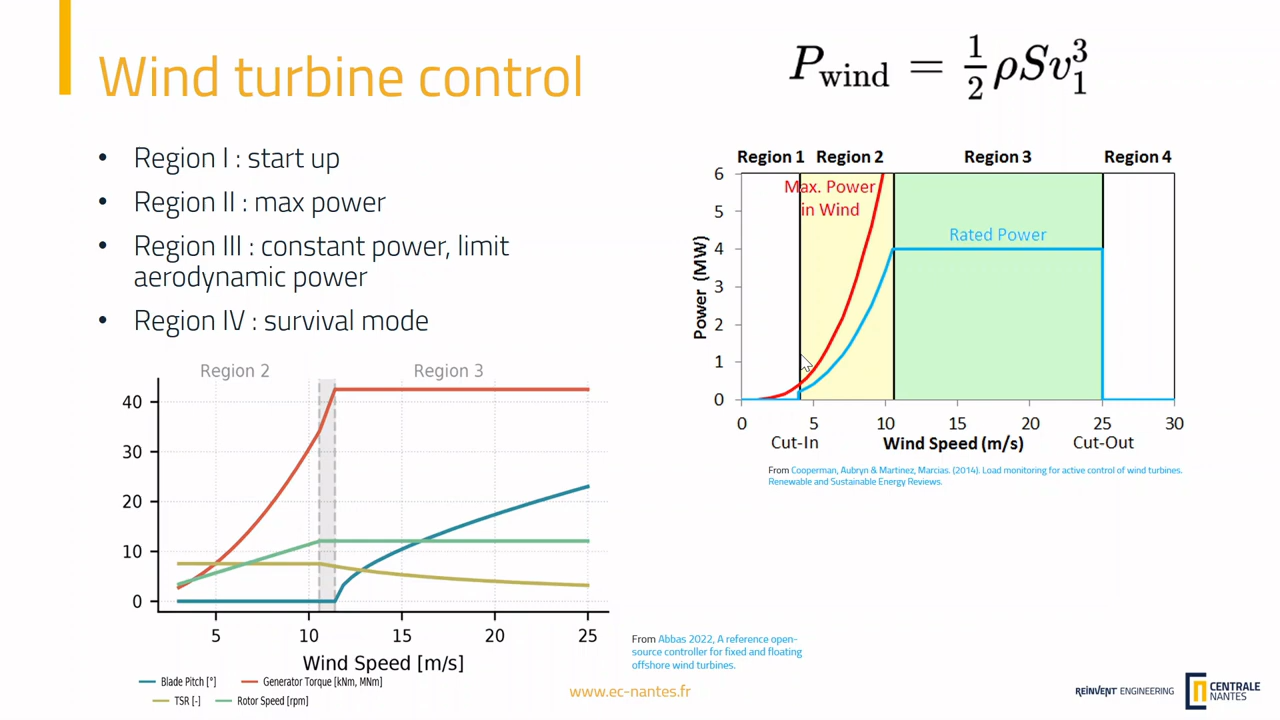 Wind turbine control
P_wind = 1/2 ρSv_1^3
• Region I : start up
• Region II : max power
• Region III : constant power, limit
aerodynamic power
• Region IV : survival mode
Region 1 Region 2 Region 3 Region 4
Max. Power
in Wind
Rated Power
Power (MW)
6
5
4
3
2
1
0
0 5 10 15 20 25 30
Cut-In Wind Speed (m/s) Cut-Out
From Cooperman, Aubryn & Martinez, Marcias. (2014). Load monitoring for active control of wind turbines.
Renewable and Sustainable Energy Reviews.
Region 2 Region 3
40
30
20
10
0
5 10 15 20 25
Wind Speed [m/s]
Blade Pitch [°] Generator Torque [kNm, MNm]
TSR [-] Rotor Speed [rpm]
From Abbas 2022, A reference open-
source controller for fixed and floating
offshore wind turbines.
www.ec-nantes.fr
REINVENT ENGINEERING
CENTRALE
NANTES